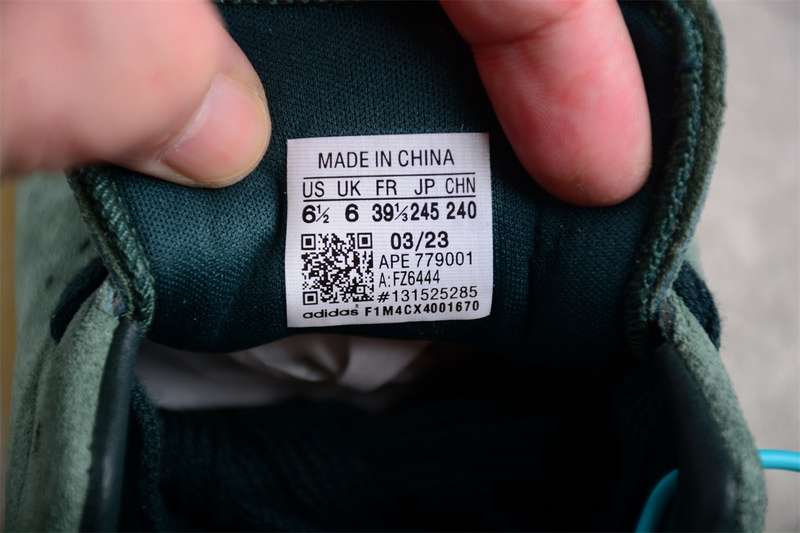 MADE IN CHINA
US UK FR JP CHN
6½ 6 39⅓ 245 240
03/23
APE 779001
A:FZ6444
#131525285
adidas F1M4CX4001670